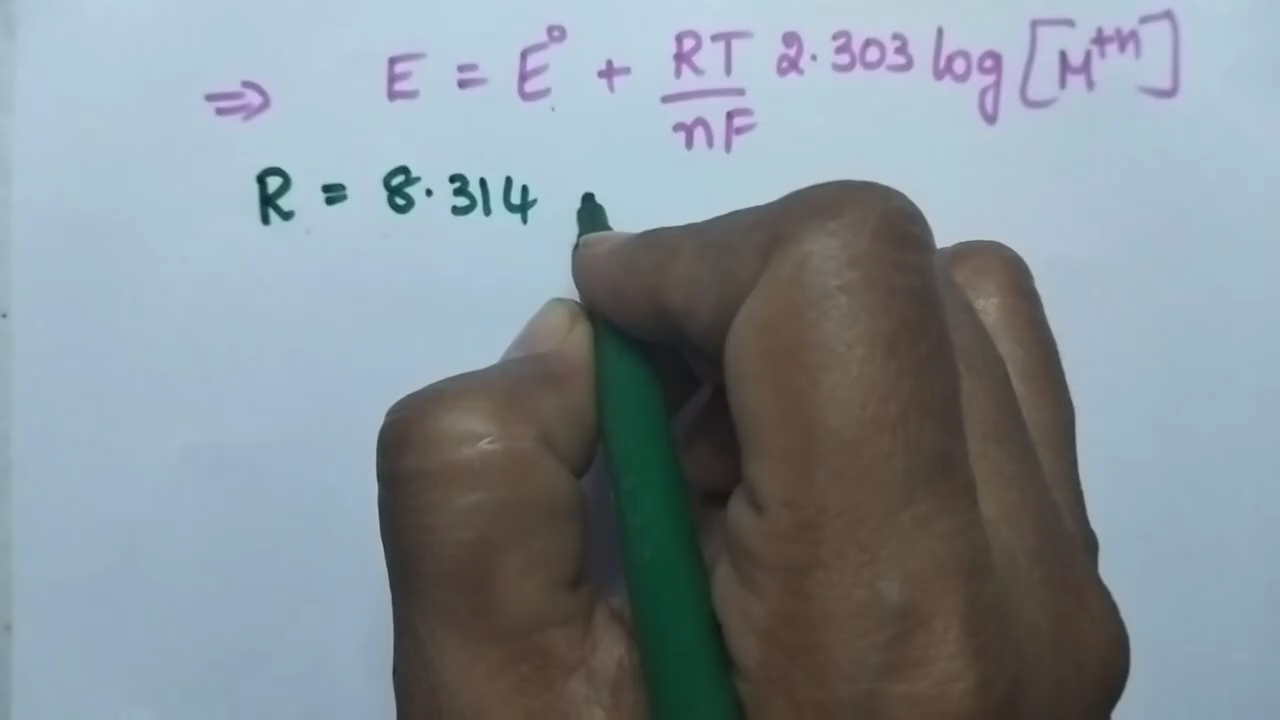 ⇒ E = E° + RT/nF 2.303 log [M⁺ⁿ]
R = 8.314